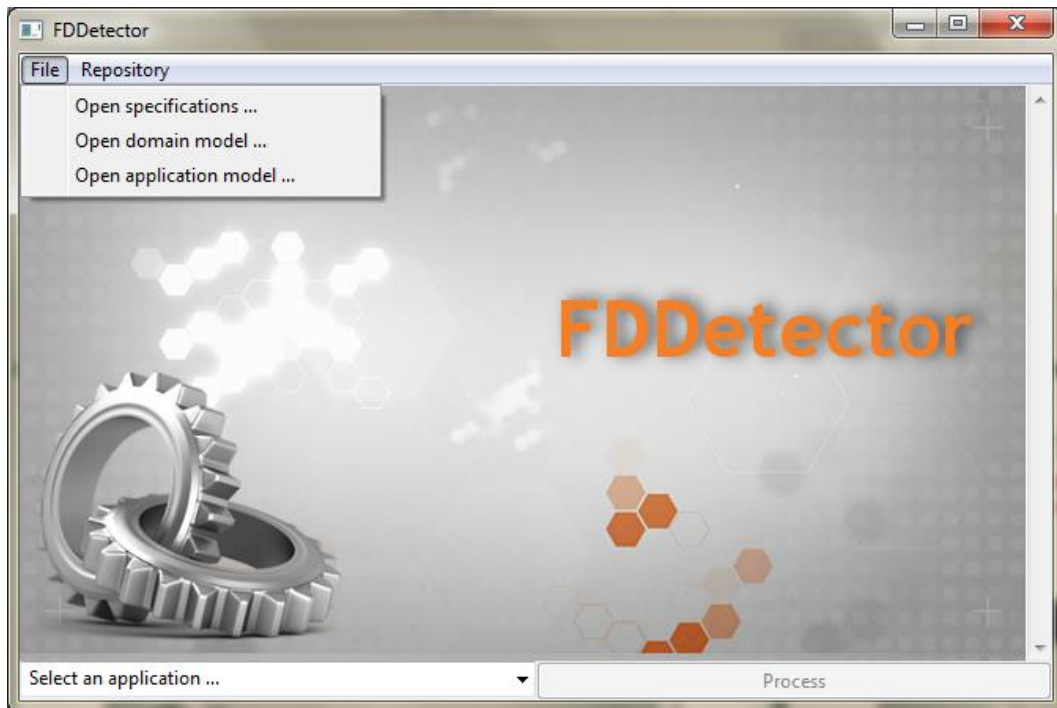 FDDetector
File Repository
Open specifications ...
Open domain model ...
Open application model ...
FDDetector
Select an application ...
Process